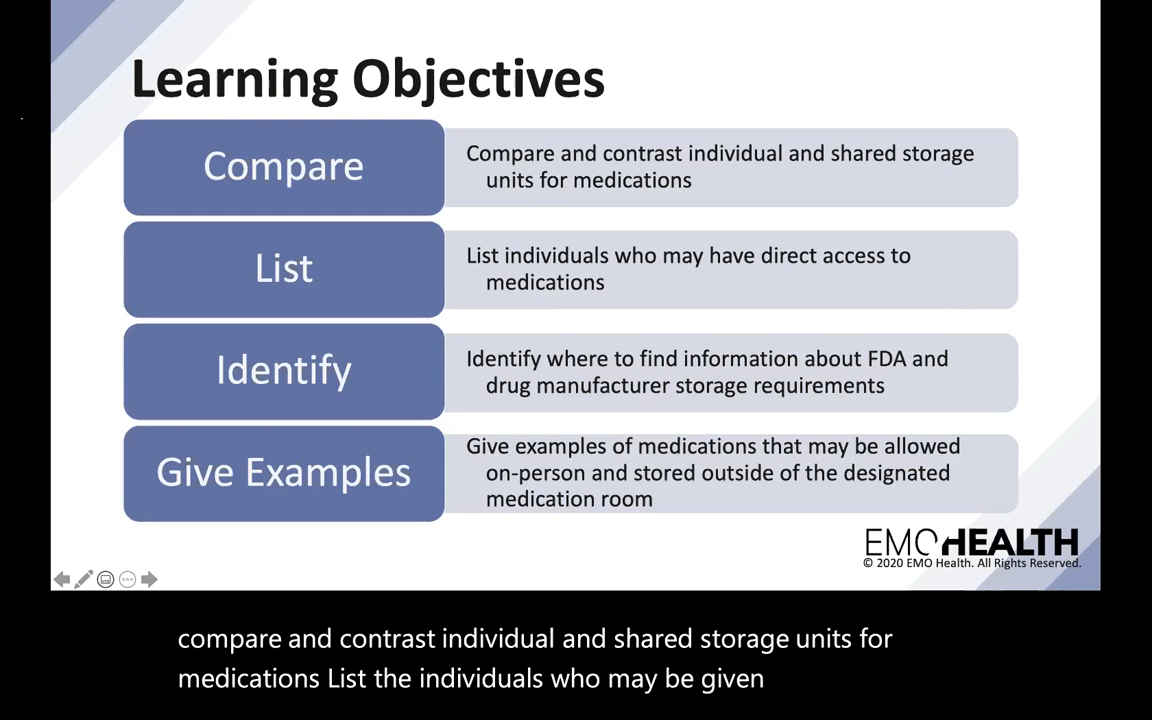 Learning Objectives
Compare
Compare and contrast individual and shared storage
units for medications
List
List individuals who may have direct access to
medications
Identify
Identify where to find information about FDA and
drug manufacturer storage requirements
Give Examples
Give examples of medications that may be allowed
on-person and stored outside of the designated
medication room
EMOHEALTH
© 2020 EMO Health. All Rights Reserved.
compare and contrast individual and shared storage units for
medications List the individuals who may be given